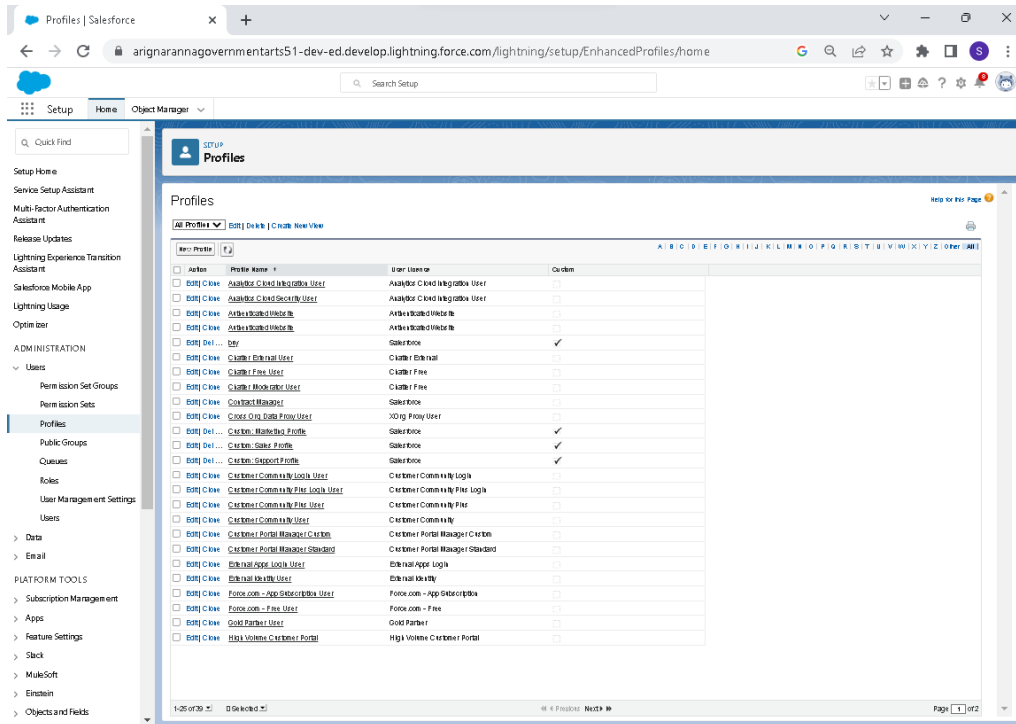 Profiles | Salesforce
arignarannagovernmentarts51-dev-ed.develop.lightning.force.com/lightning/setup/EnhancedProfiles/home
S
Search Setup
Setup Home Object Manager
Quick Find
Setup Home
Service Setup Assistant
Multi-Factor Authentication
Assistant
Release Updates
Lightning Experience Transition
Assistant
Salesforce Mobile App
Lightning Usage
Optimizer
ADMINISTRATION
Users
Permission Set Groups
Permission Sets
Profiles
Public Groups
Queues
Roles
User Management Settings
Users
Data
Email
PLATFORM TOOLS
Subscription Management
Apps
Feature Settings
Slack
MuleSoft
Einstein
Objects and Fields
SETUP
Profiles
Profiles
Help for this Page
All Profiles Edit | Delete | Create New View
New Profile
A | B | C | D | E | F | G | H | I | J | K | L | M | N | O | P | Q | R | S | T | U | V | W | X | Y | Z | Other | All
Action Profile Name User License Custom
Edit | Clone Analytics Cloud Integration User Analytics Cloud Integration User
Edit | Clone Analytics Cloud Security User Analytics Cloud Integration User
Edit | Clone Authenticated Website Authenticated Website
Edit | Clone Authenticated Website Authenticated Website
Edit | Del ... Salesforce ✓
Edit | Clone Chatter External User Chatter External
Edit | Clone Chatter Free User Chatter Free
Edit | Clone Chatter Moderator User Chatter Free
Edit | Clone Contract Manager Salesforce
Edit | Clone Cross Org Data Proxy User XOrg Proxy User
Edit | Del ... Custom: Marketing Profile Salesforce ✓
Edit | Del ... Custom: Sales Profile Salesforce ✓
Edit | Del ... Custom: Support Profile Salesforce ✓
Edit | Clone Customer Community Login User Customer Community Login
Edit | Clone Customer Community Plus Login User Customer Community Plus Login
Edit | Clone Customer Community Plus User Customer Community Plus
Edit | Clone Customer Community User Customer Community
Edit | Clone Customer Portal Manager Custom Customer Portal Manager Custom
Edit | Clone Customer Portal Manager Standard Customer Portal Manager Standard
Edit | Clone External Apps Login User External Apps Login
Edit | Clone External Identity User External Identity
Edit | Clone Force.com - App Subscription User Force.com - App Subscription
Edit | Clone Force.com - Free User Force.com - Free
Edit | Clone Gold Partner User Gold Partner
Edit | Clone High Volume Customer Portal High Volume Customer Portal
1-25 of 39 0 Selected Previous Next Page 1 of 2